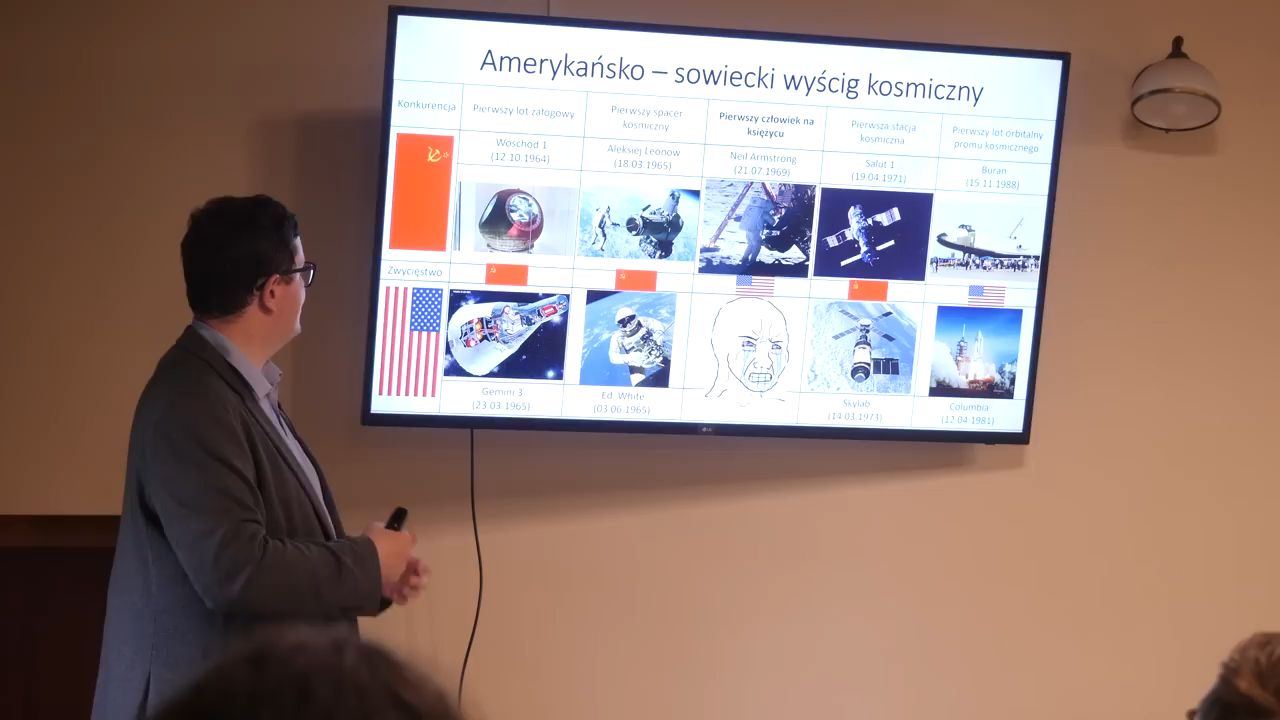 Amerykańsko – sowiecki wyścig kosmiczny
Konkurencja
Pierwszy lot załogowy
Pierwszy spacer
kosmiczny
Pierwszy człowiek na
księżycu
Pierwsza stacja
kosmiczna
Pierwszy lot orbitalny
promu kosmicznego
Woschod 1
(12.10.1964)
Aleksiej Leonow
(18.03.1965)
Neil Armstrong
(21.07.1969)
Salut 1
(19.04.1971)
Buran
(15.11.1988)
Zwycięstwo
Gemini 3
(23.03.1965)
Ed. White
(03.06.1965)
Skylab
(14.03.1973)
Columbia
(12.04.1981)
LG